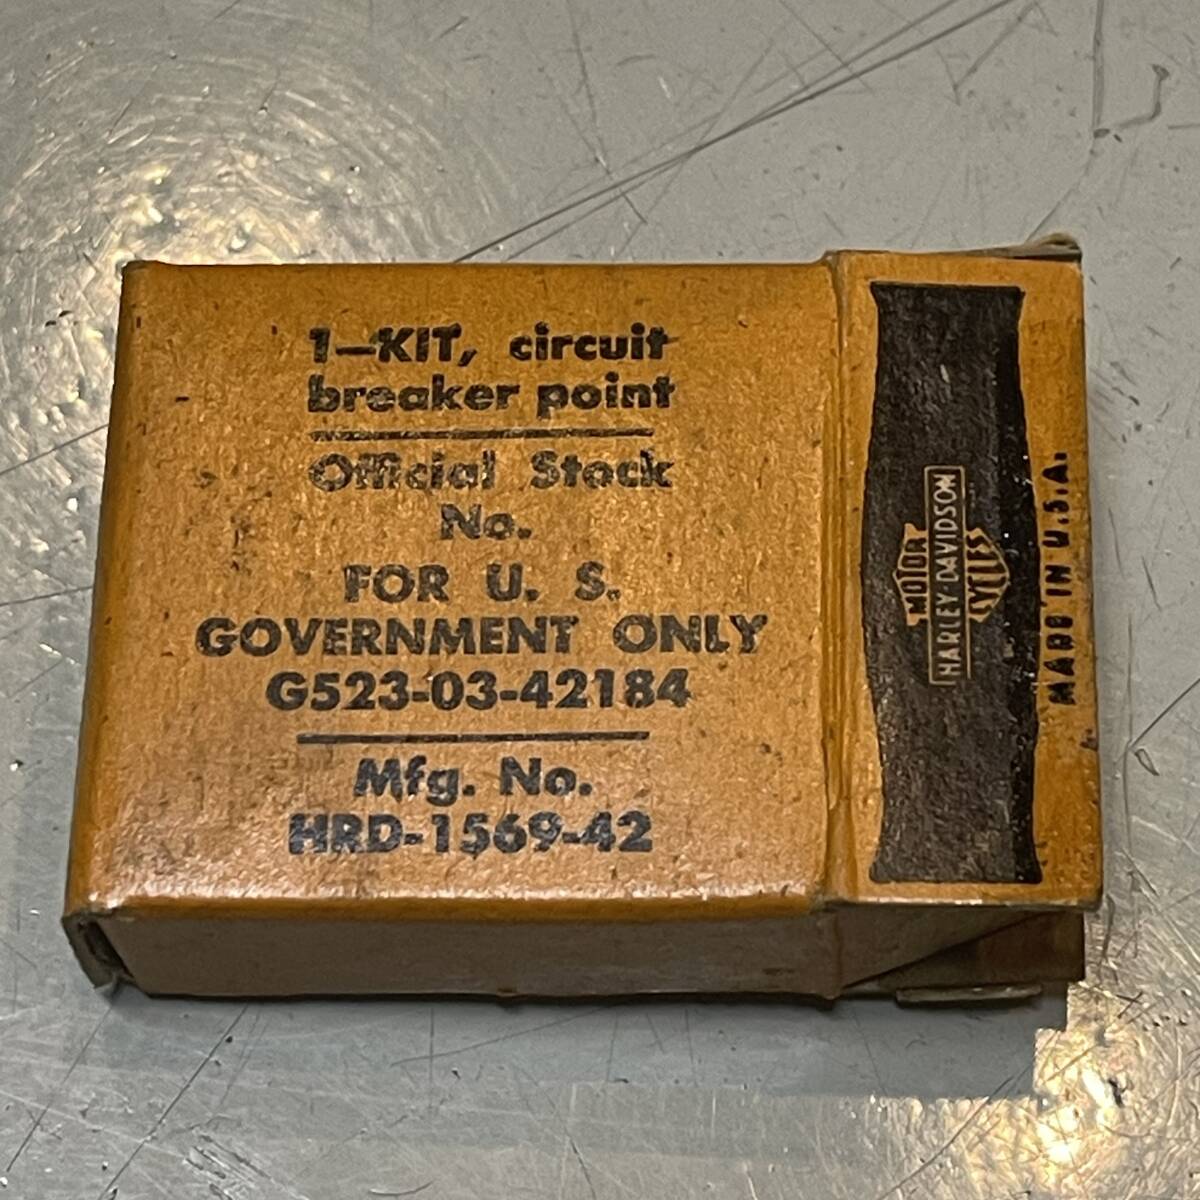 1—KIT, circuit
breaker point
Official Stock
No.
FOR U. S.
GOVERNMENT ONLY
G523-03-42184
Mfg. No.
HRD-1569-42
MOTOR
HARLEY-DAVIDSON
CYCLES
MADE IN U.S.A.